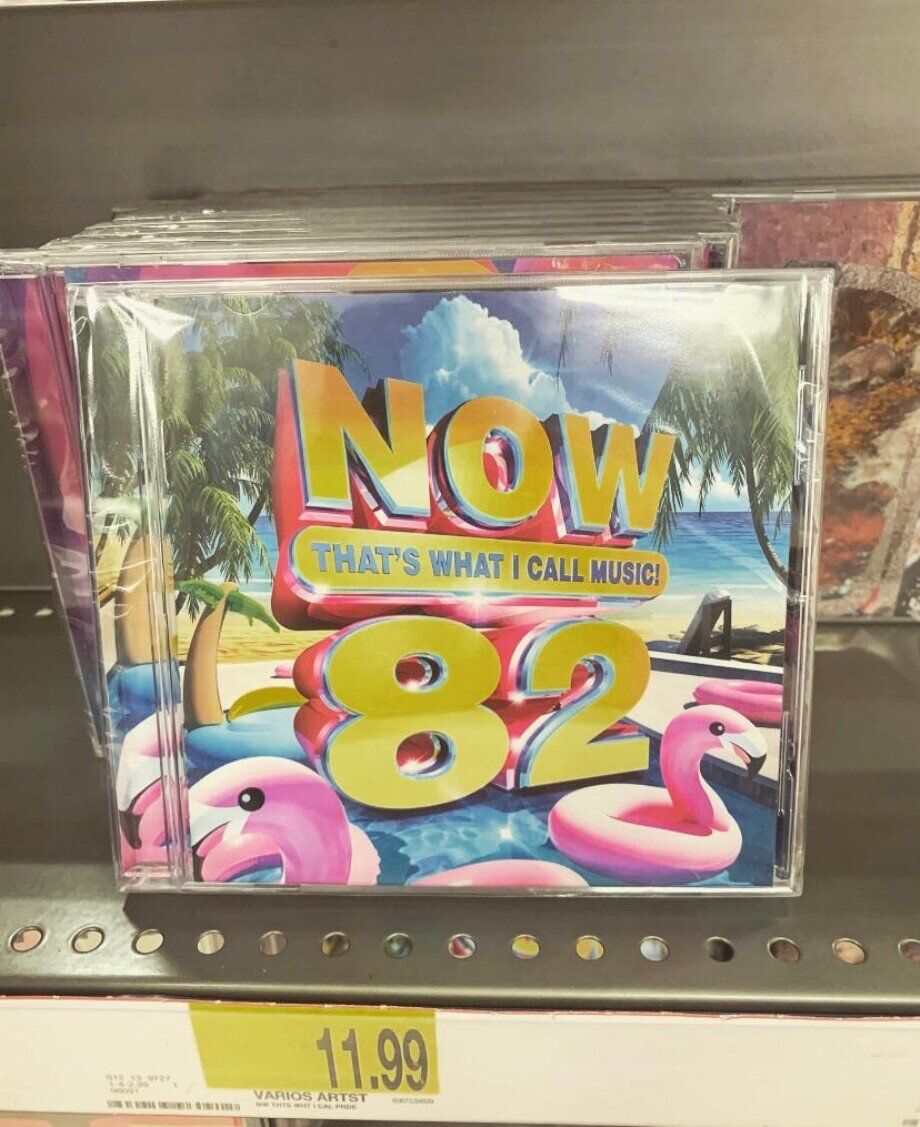 NOW
THAT'S WHAT I CALL MUSIC!
82
11.99
VARIOS ARTST